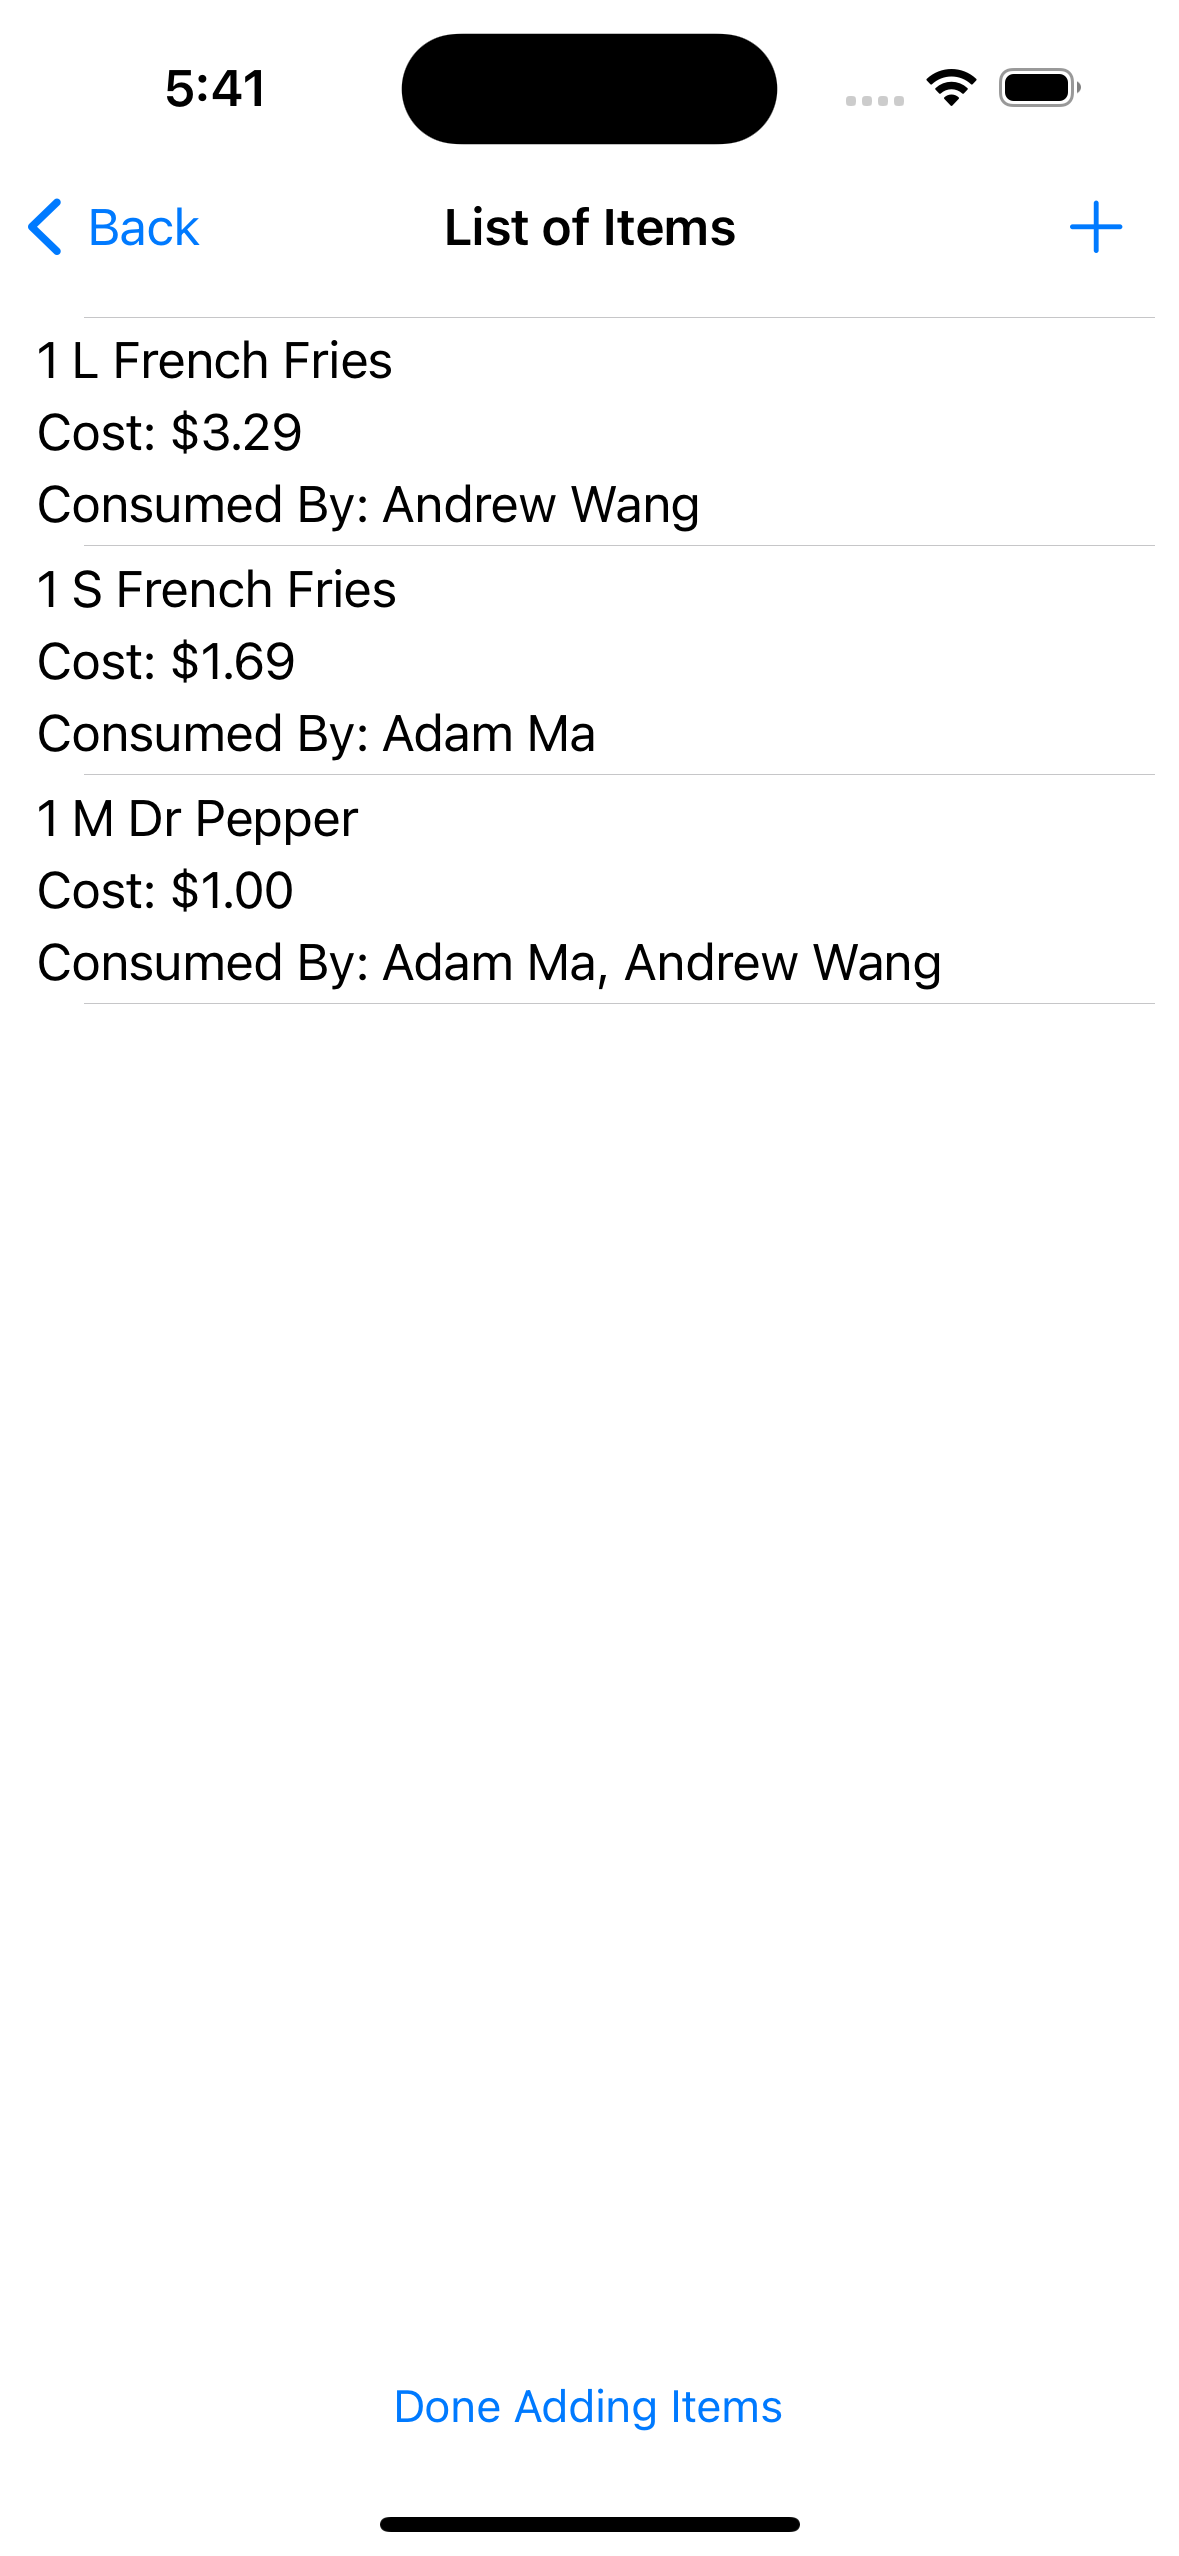 5:41
Back
List of Items
1 L French Fries
Cost: $3.29
Consumed By: Andrew Wang
1 S French Fries
Cost: $1.69
Consumed By: Adam Ma
1 M Dr Pepper
Cost: $1.00
Consumed By: Adam Ma, Andrew Wang
Done Adding Items